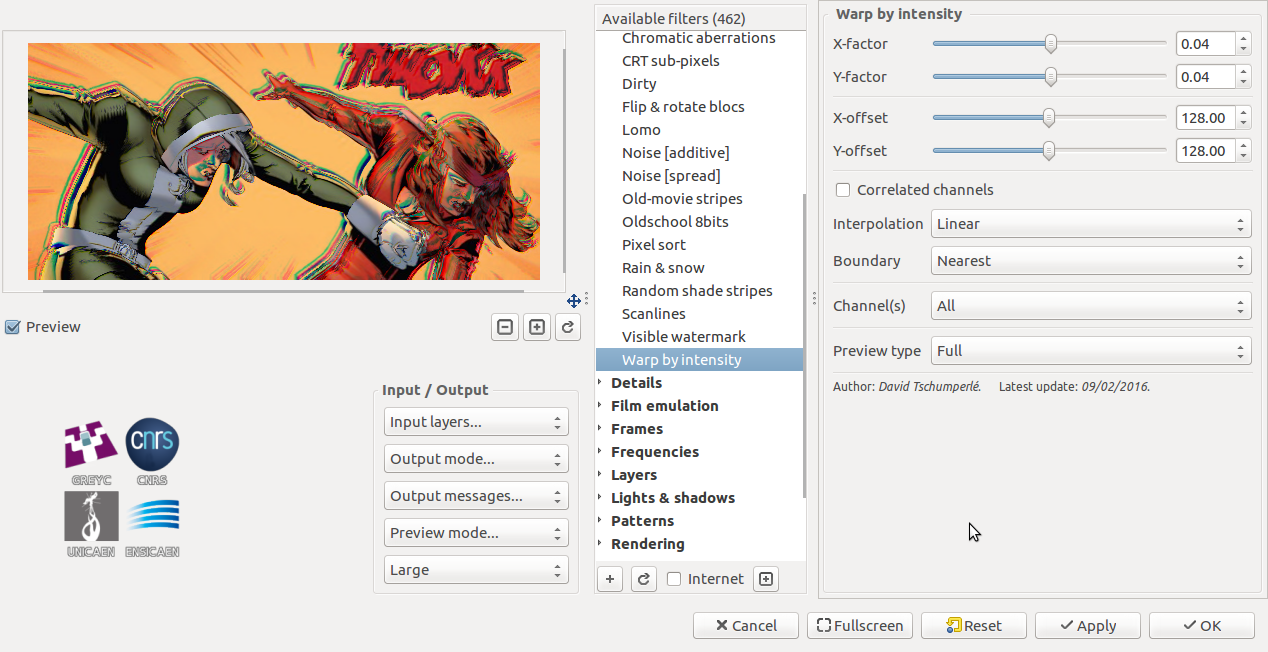 Preview
Input / Output
Input layers...
Output mode...
Output messages...
Preview mode...
Large
GREYC
CNRS
cnrs
UNICAEN
ENSICAEN
Available filters (462)
Chromatic aberrations
CRT sub-pixels
Dirty
Flip & rotate blocs
Lomo
Noise [additive]
Noise [spread]
Old-movie stripes
Oldschool 8bits
Pixel sort
Rain & snow
Random shade stripes
Scanlines
Visible watermark
Warp by intensity
Details
Film emulation
Frames
Frequencies
Layers
Lights & shadows
Patterns
Rendering
Internet
Warp by intensity
X-factor 0.04
Y-factor 0.04
X-offset 128.00
Y-offset 128.00
Correlated channels
Interpolation Linear
Boundary Nearest
Channel(s) All
Preview type Full
Author: David Tschumperlé. Latest update: 09/02/2016.
Cancel Fullscreen Reset Apply OK